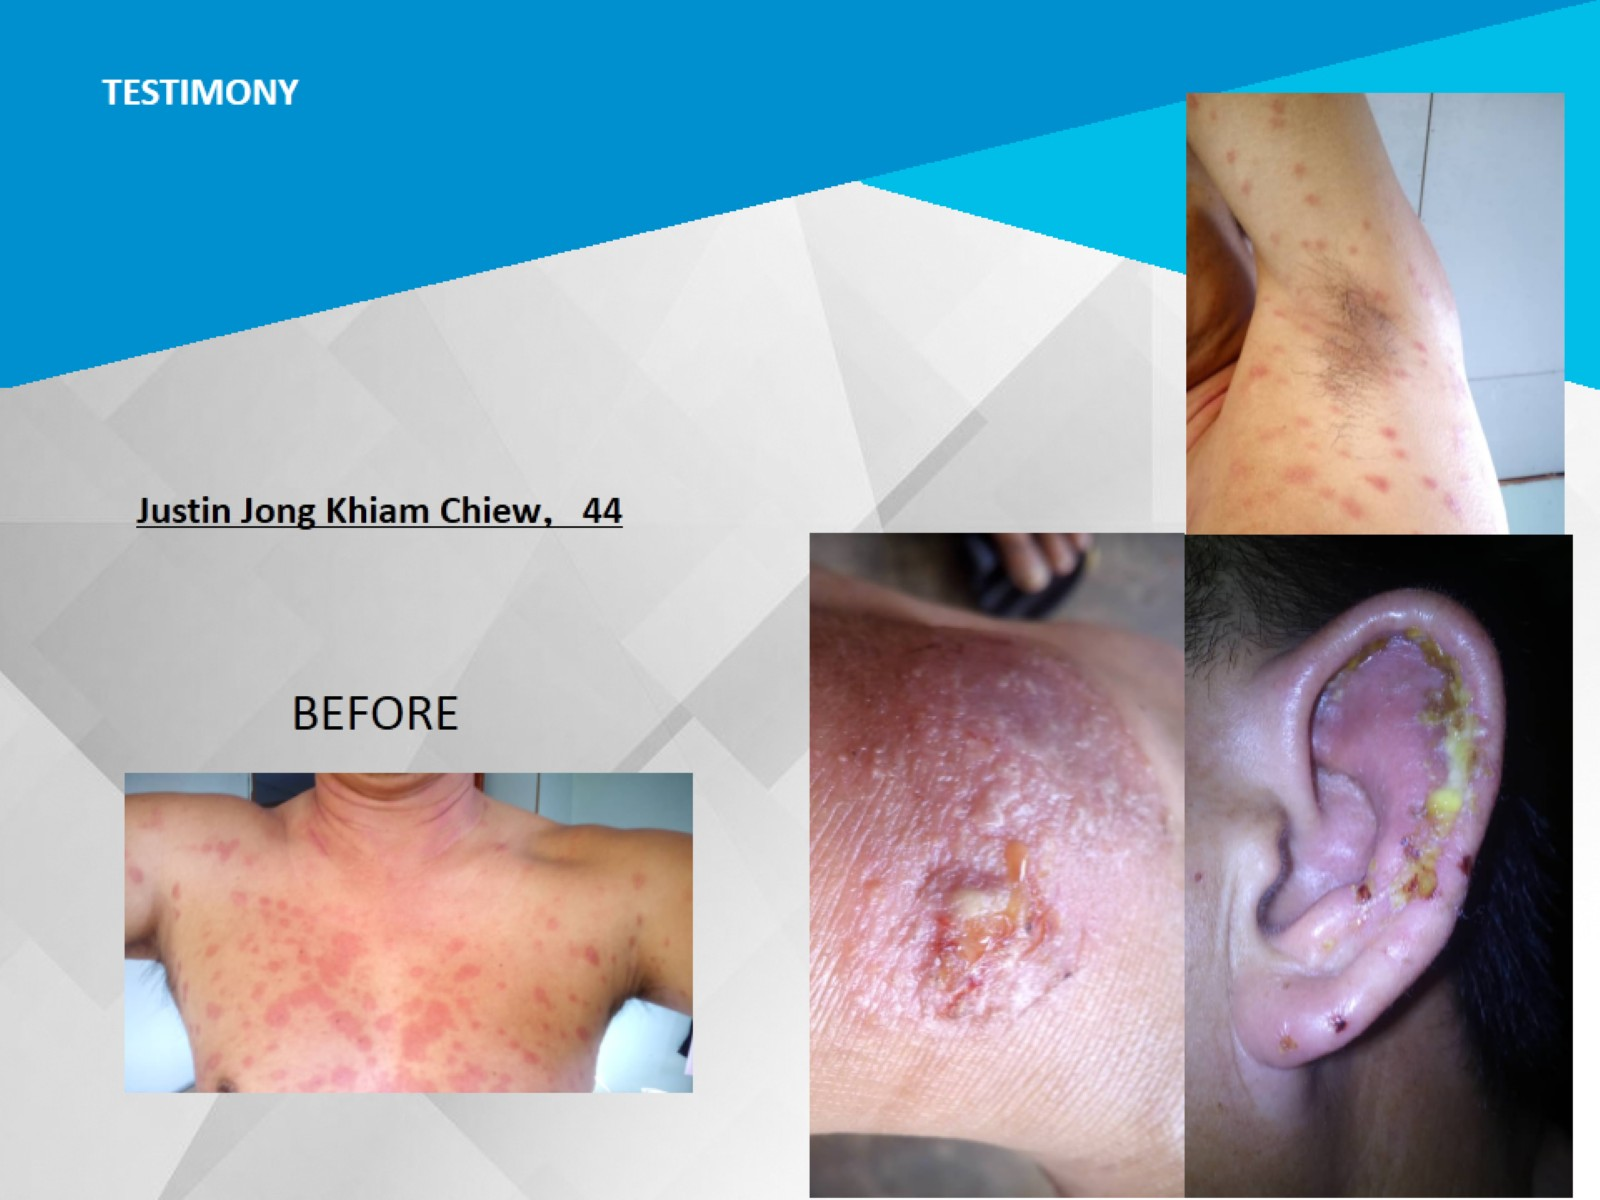 TESTIMONY
Justin Jong Khiam Chiew, 44
BEFORE